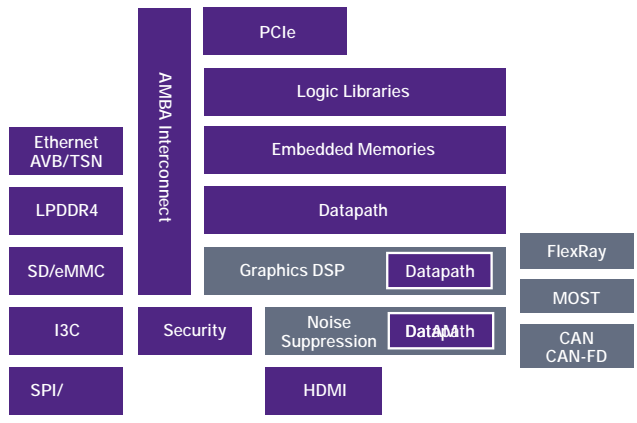 PCIe
AMBA Interconnect
Logic Libraries
Ethernet
AVB/TSN
Embedded Memories
LPDDR4
Datapath
SD/eMMC
Graphics DSP
Datapath
FlexRay
MOST
I3C
Security
Noise
Suppression
CAN
CAN-FD
SPI/
HDMI